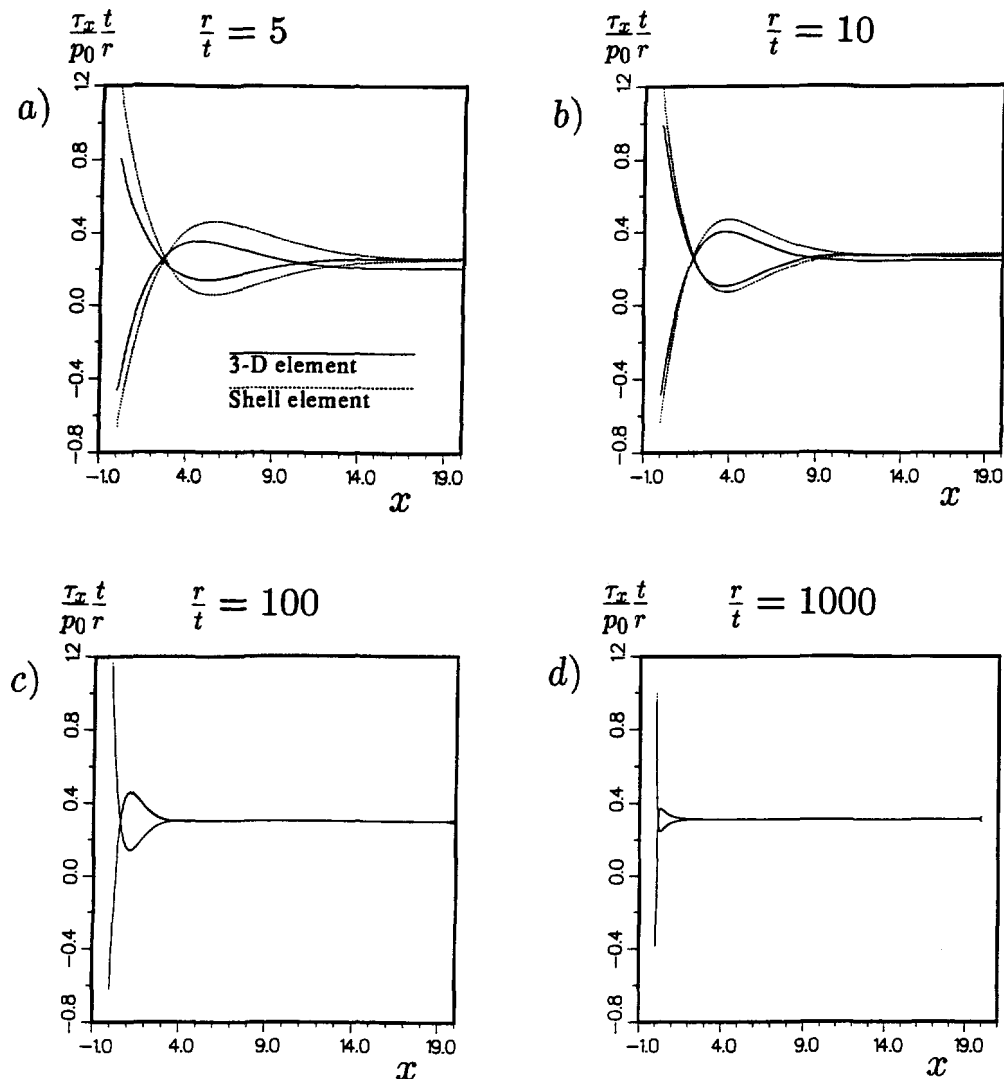 τx/p0 t/r   r/t = 5
a)
1.2
0.8
0.4
0.0
−0.4
−0.8
3-D element
Shell element
−1.0 4.0 9.0 14.0 19.0
x
τx/p0 t/r   r/t = 10
b)
1.2
0.8
0.4
0.0
−0.4
−0.8
−1.0 4.0 9.0 14.0 19.0
x
τx/p0 t/r   r/t = 100
c)
1.2
0.8
0.4
0.0
−0.4
−0.8
−1.0 4.0 9.0 14.0 19.0
x
τx/p0 t/r   r/t = 1000
d)
1.2
0.8
0.4
0.0
−0.4
−0.8
−1.0 4.0 9.0 14.0 19.0
x